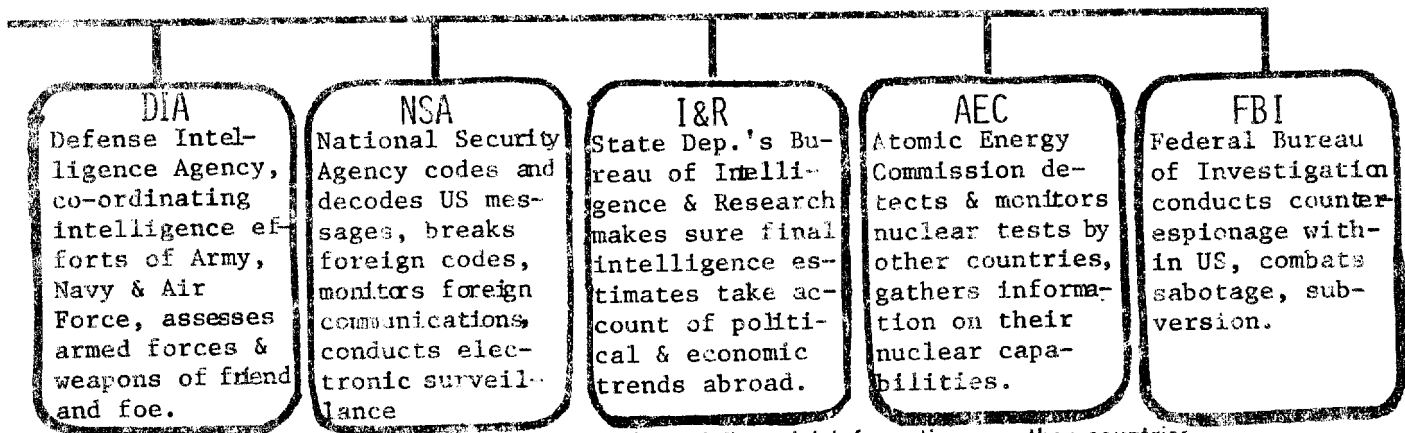 DIA
Defense Intel-
ligence Agency,
co-ordinating
intelligence ef-
forts of Army,
Navy & Air
Force, assesses
armed forces &
weapons of friend
and foe.
NSA
National Security
Agency codes and
decodes US mes-
sages, breaks
foreign codes,
monitors foreign
communications,
conducts elec-
tronic surveil-
lance
I&R
State Dep.'s Bu-
reau of Intelli-
gence & Research
makes sure final
intelligence es-
timates take ac-
count of politi-
cal & economic
trends abroad.
AEC
Atomic Energy
Commission de-
tects & monitors
nuclear tests by
other countries,
gathers informa-
tion on their
nuclear capa-
bilities.
FBI
Federal Bureau
of Investigation
conducts counter-
espionage with-
in US, combats
sabotage, sub-
version.